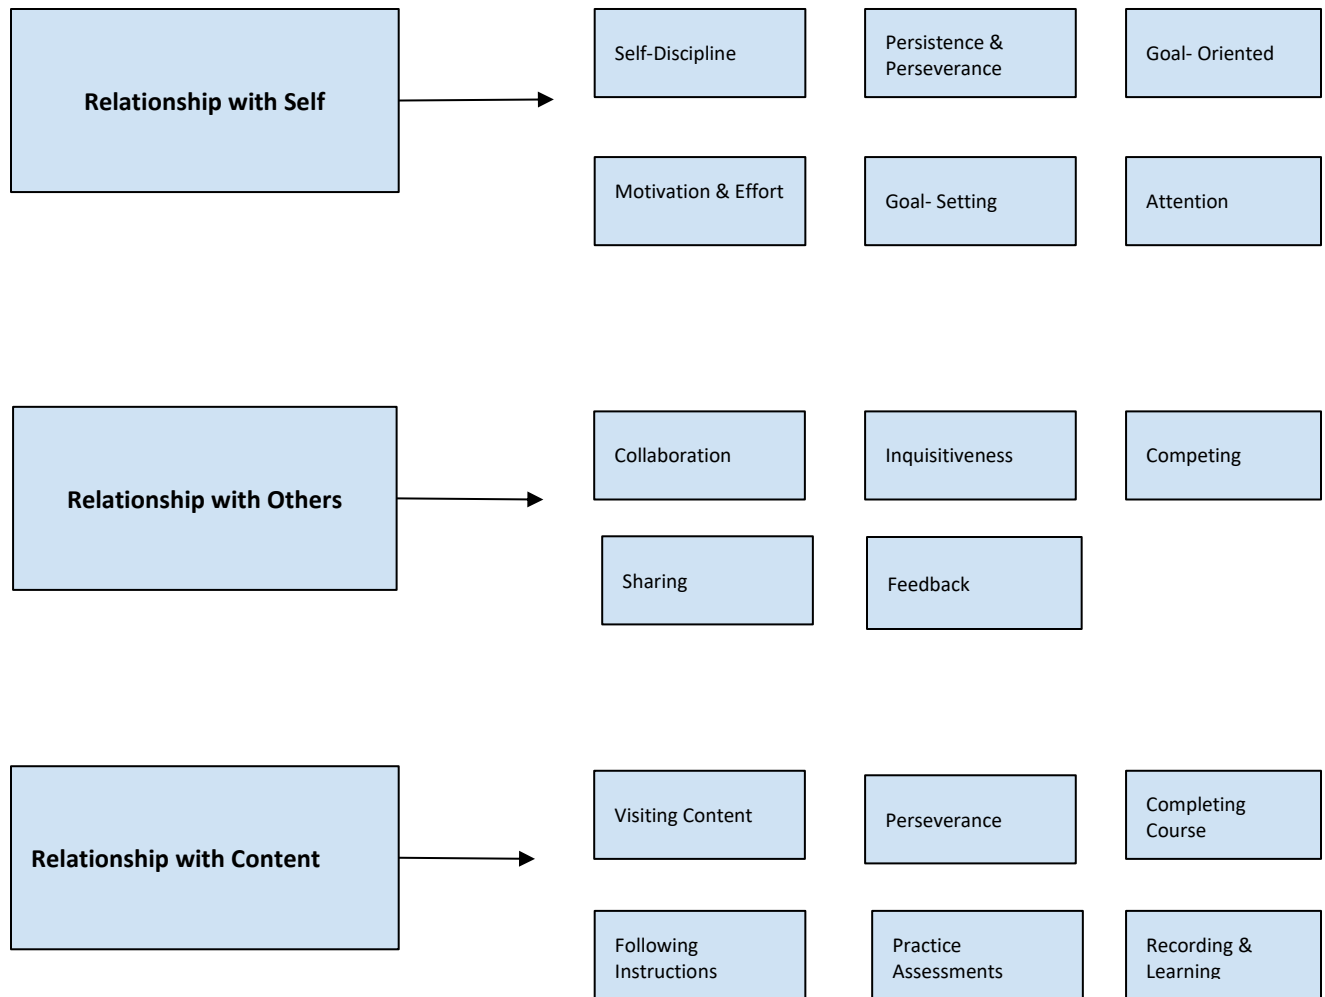 Relationship with Self
Self-Discipline
Persistence &
Perseverance
Goal- Oriented
Motivation & Effort
Goal- Setting
Attention
Relationship with Others
Collaboration
Inquisitiveness
Competing
Sharing
Feedback
Relationship with Content
Visiting Content
Perseverance
Completing
Course
Following
Instructions
Practice
Assessments
Recording &
Learning